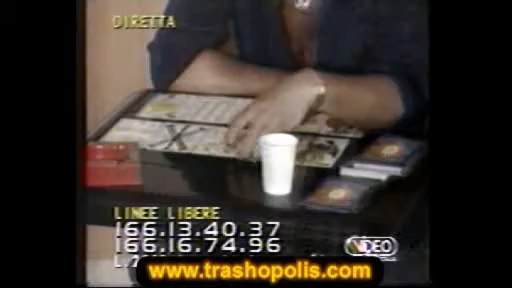 DIRETTA
LINEE LIBERE
166.13.40.37
166.16.74.96
VIDEO
www.trashopolis.com